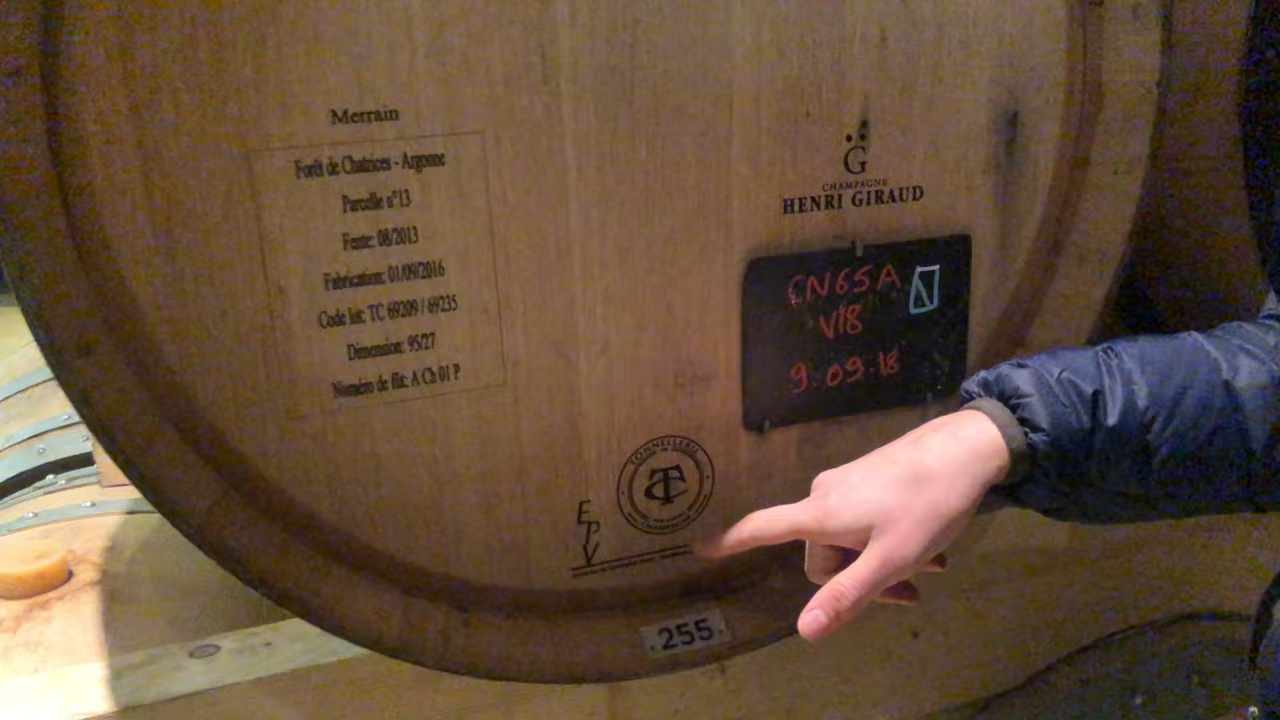 Merrain
Forêt de Chatrices - Argonne
Parcelle n°13
Fente: 08/2013
Fabrication: 01/09/2016
Code lot: TC 69209 / 69235
Dimension: 95/27
Numéro de fût: A Ch 01 P
G
CHAMPAGNE
HENRI GIRAUD
CN65A
V18
9.09.18
TONNELLERIE
TC
EPV
255